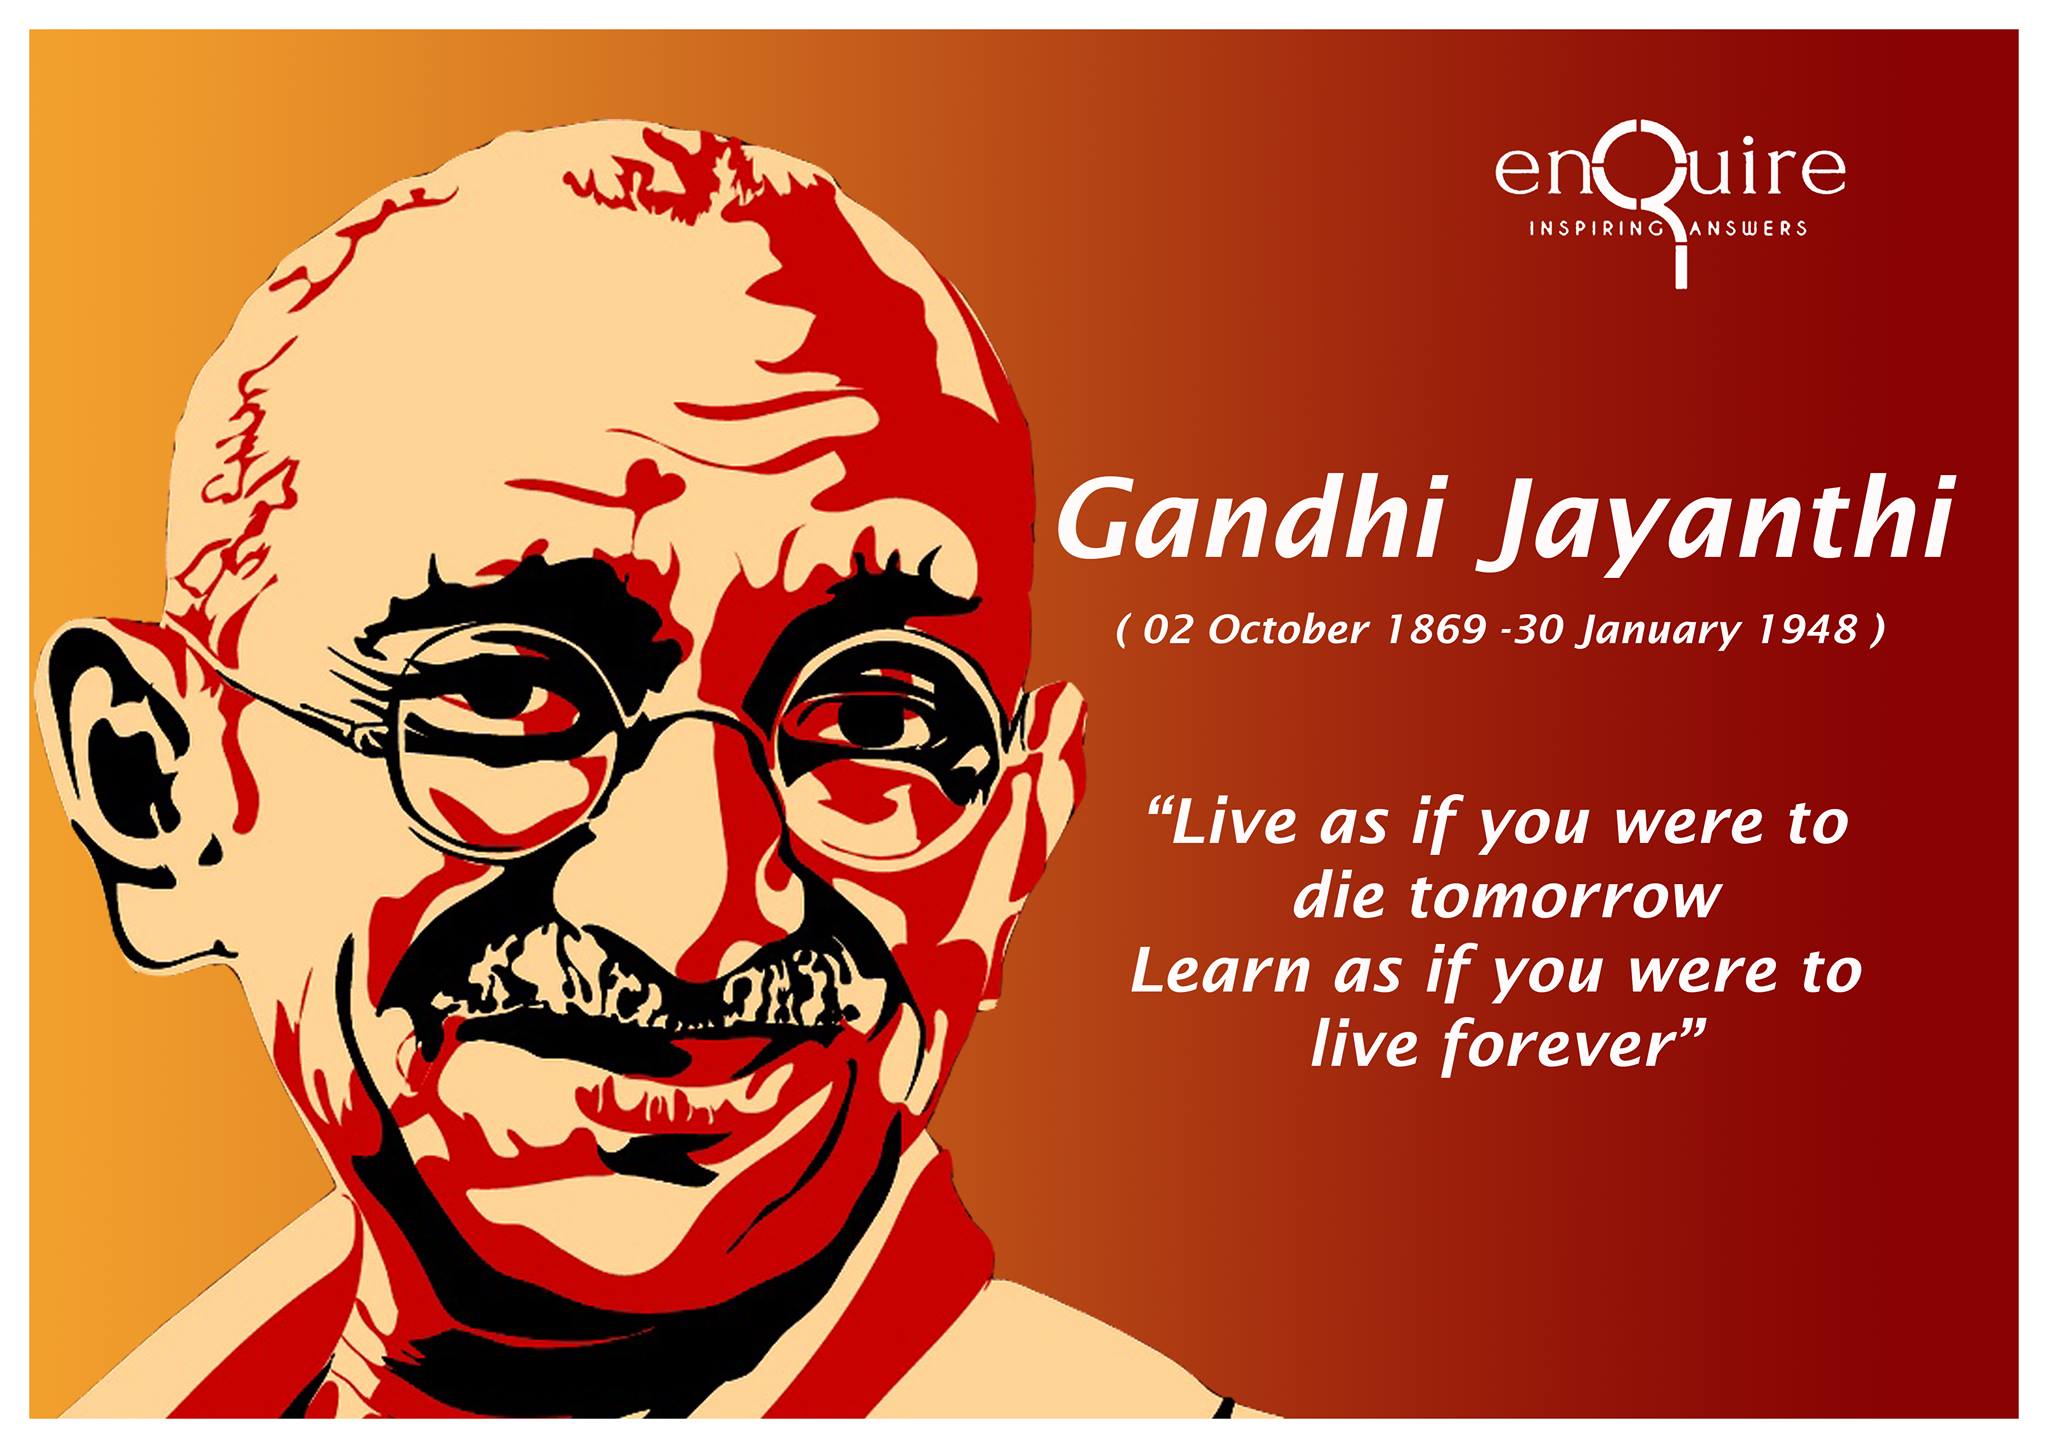 enQuire
INSPIRING ANSWERS
Gandhi Jayanthi
( 02 October 1869 -30 January 1948 )
“Live as if you were to
die tomorrow
Learn as if you were to
live forever”